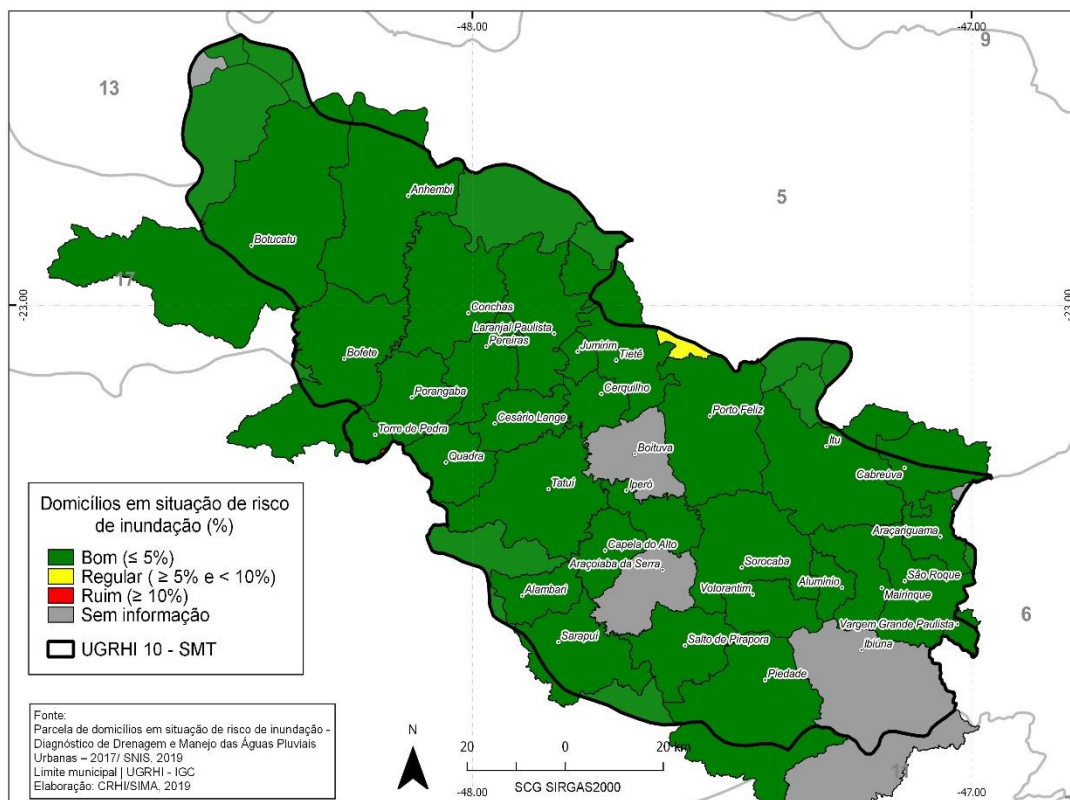 -48.00
-47.00
9
13
5
Anhembi
Botucatu
17
-23.00
-23.00
Conchas
Laranjal Paulista
Pereiras
Jumirim
Tietê
Bofete
Cerquilho
Porangaba
Porto Feliz
Cesário Lange
Torre de Pedra
Itu
Boituva
Quadra
Cabreúva
Tatuí
Iperó
Araçariguama
Capela do Alto
Araçoiaba da Serra
Sorocaba
São Roque
Alumínio
Alambari
Votorantim
Mairinque
6
Vargem Grande Paulista
Sarapuí
Salto de Pirapora
Ibiúna
Piedade
Domicílios em situação de risco
de inundação (%)
Bom (≤ 5%)
Regular ( ≥ 5% e < 10%)
Ruim (≥ 10%)
Sem informação
UGRHI 10 - SMT
Fonte:
Parcela de domicílios em situação de risco de inundação -
Diagnóstico de Drenagem e Manejo das Águas Pluviais
Urbanas – 2017/ SNIS, 2019
Limite municipal | UGRHI - IGC
Elaboração: CRHI/SIMA, 2019
N
20 0 20 km
SCG SIRGAS2000
11
-48.00
-47.00